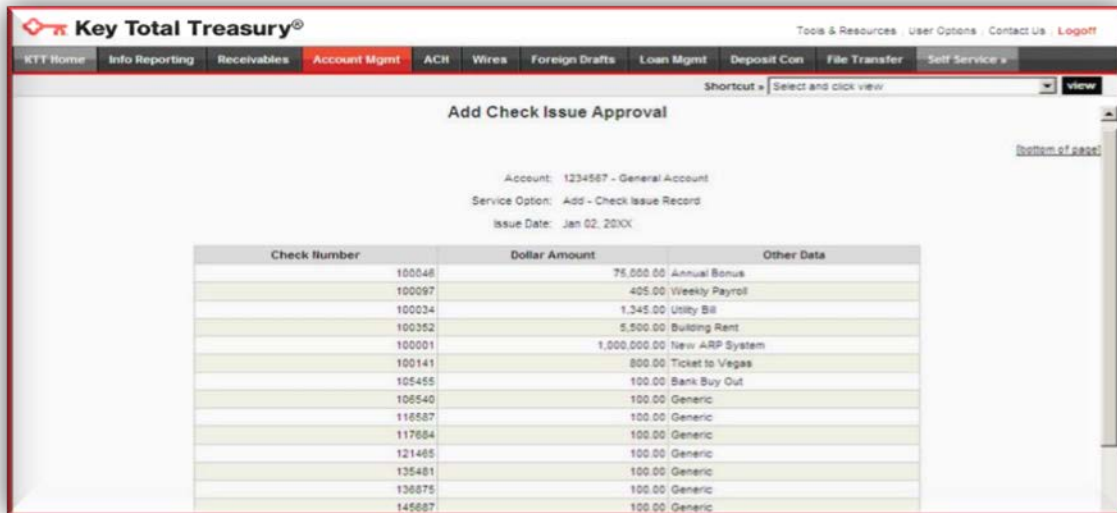 Key Total Treasury®
Tools & Resources | User Options | Contact Us | Logoff
KTT Home Info Reporting Receivables Account Mgmt ACH Wires Foreign Drafts Loan Mgmt Deposit Con File Transfer Self Service »
Shortcut » Select and click view view
Add Check Issue Approval
[bottom of page]
Account: 1234567 - General Account
Service Option: Add - Check Issue Record
Issue Date: Jan 02, 20XX
Check Number Dollar Amount Other Data
100046 75,000.00 Annual Bonus
100097 405.00 Weekly Payroll
100034 1,345.00 Utility Bill
100352 5,500.00 Building Rent
100001 1,000,000.00 New ARP System
100141 800.00 Ticket to Vegas
105455 100.00 Bank Buy Out
106540 100.00 Generic
116587 100.00 Generic
117684 100.00 Generic
121465 100.00 Generic
135481 100.00 Generic
136875 100.00 Generic
145687 100.00 Generic